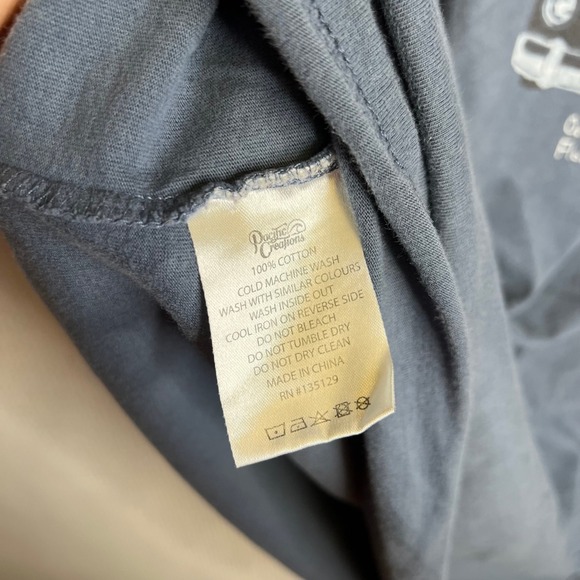 Pacific
Creations
100% COTTON
COLD MACHINE WASH
WASH WITH SIMILAR COLOURS
WASH INSIDE OUT
COOL IRON ON REVERSE SIDE
DO NOT BLEACH
DO NOT TUMBLE DRY
DO NOT DRY CLEAN
MADE IN CHINA
RN #135129